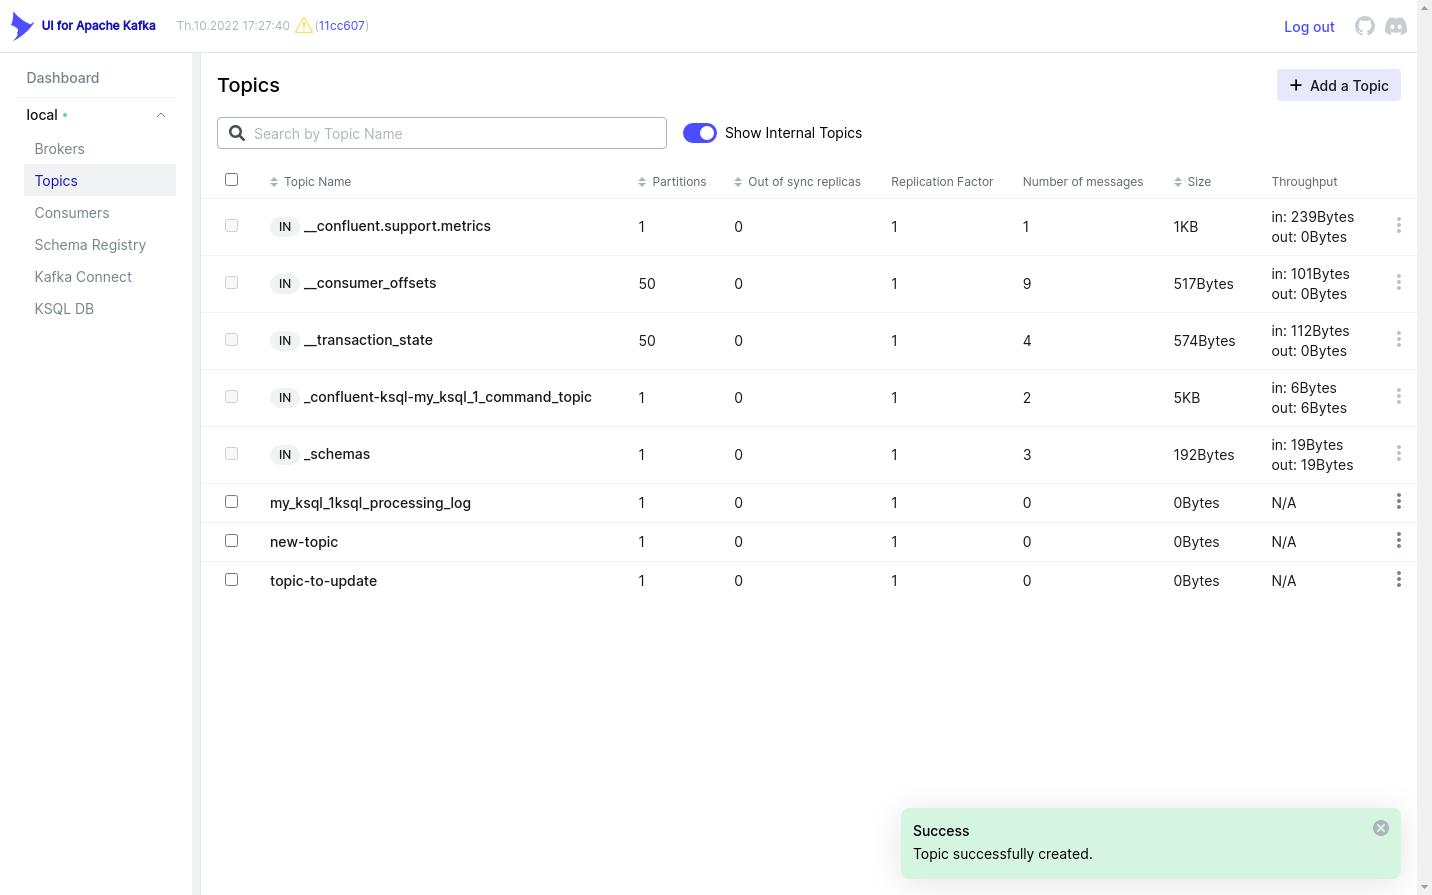 UI for Apache Kafka Th.10.2022 17:27:40 (11cc607) Log out
Dashboard
local
Brokers
Topics
Consumers
Schema Registry
Kafka Connect
KSQL DB
Topics
Add a Topic
Search by Topic Name
Show Internal Topics
Topic Name Partitions Out of sync replicas Replication Factor Number of messages Size Throughput
IN __confluent.support.metrics 1 0 1 1 1KB in: 239Bytes
out: 0Bytes
IN __consumer_offsets 50 0 1 9 517Bytes in: 101Bytes
out: 0Bytes
IN __transaction_state 50 0 1 4 574Bytes in: 112Bytes
out: 0Bytes
IN _confluent-ksql-my_ksql_1_command_topic 1 0 1 2 5KB in: 6Bytes
out: 6Bytes
IN _schemas 1 0 1 3 192Bytes in: 19Bytes
out: 19Bytes
my_ksql_1ksql_processing_log 1 0 1 0 0Bytes N/A
new-topic 1 0 1 0 0Bytes N/A
topic-to-update 1 0 1 0 0Bytes N/A
Success
Topic successfully created.